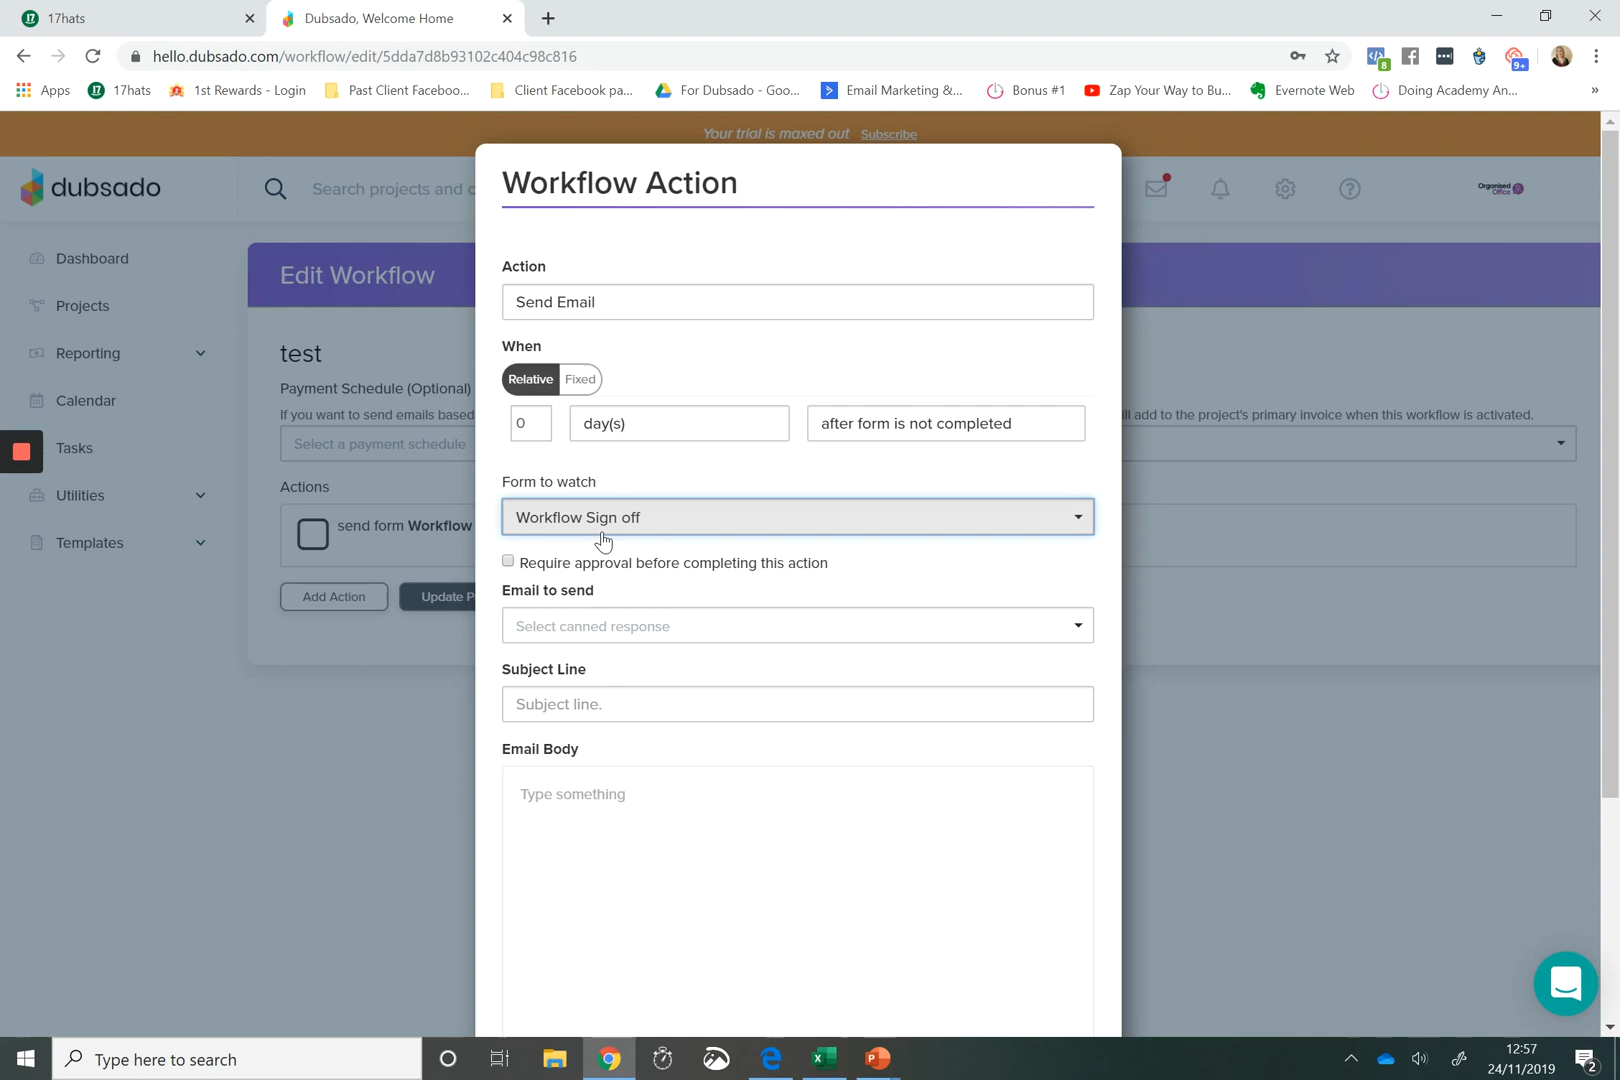 17hats
Dubsado, Welcome Home
hello.dubsado.com/workflow/edit/5dda7d8b93102c404c98c816
8
9+
Apps
17hats
1st Rewards - Login
Past Client Faceboo...
Client Facebook pa...
For Dubsado - Goo...
Email Marketing &...
Bonus #1
Zap Your Way to Bu...
Evernote Web
Doing Academy An...
»
Your trial is maxed out Subscribe
dubsado
Search projects and c
Organised
Office
Dashboard
Projects
Reporting
Calendar
Tasks
Utilities
Templates
Edit Workflow
test
Payment Schedule (Optional)
If you want to send emails based
ll add to the project's primary invoice when this workflow is activated.
Select a payment schedule
Actions
send form Workflow
Add Action
Update P
Workflow Action
Action
Send Email
When
Relative
Fixed
0
day(s)
after form is not completed
Form to watch
Workflow Sign off
Require approval before completing this action
Email to send
Select canned response
Subject Line
Subject line.
Email Body
Type something
Type here to search
12:57
24/11/2019
2